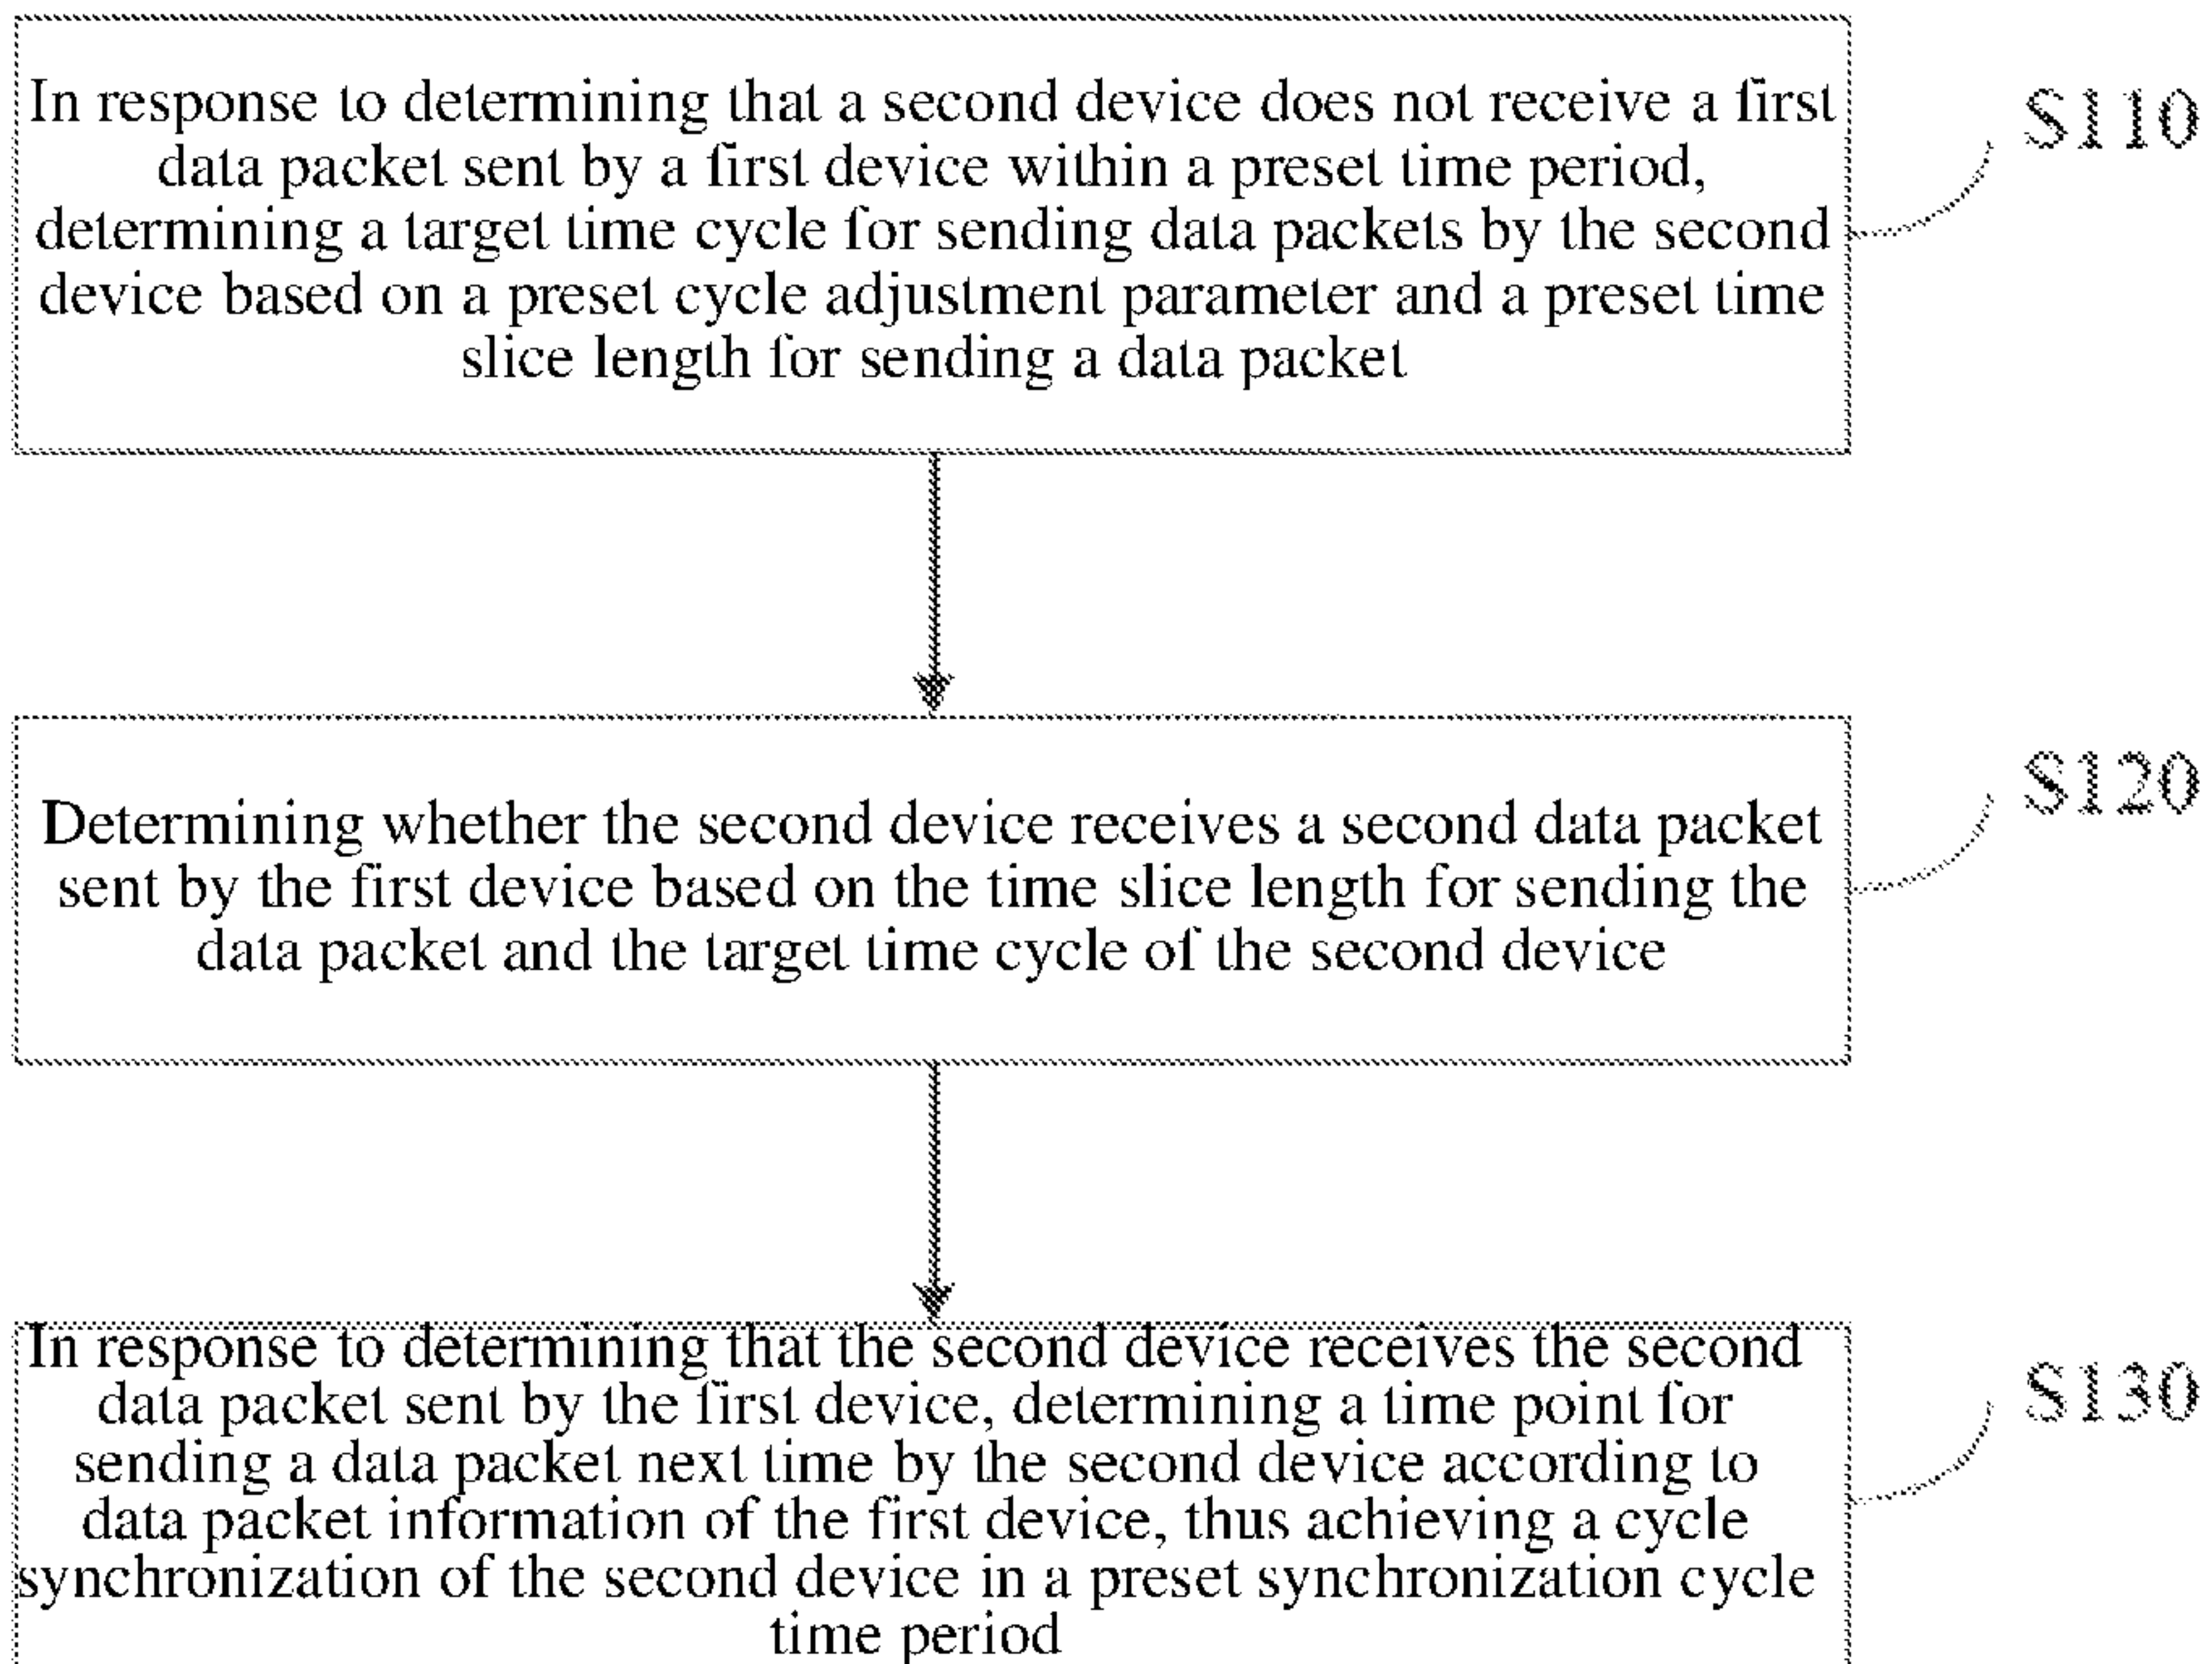 In response to determining that a second device does not receive a first
data packet sent by a first device within a preset time period,
determining a target time cycle for sending data packets by the second
device based on a preset cycle adjustment parameter and a preset time
slice length for sending a data packet
S110
Determining whether the second device receives a second data packet
sent by the first device based on the time slice length for sending the
data packet and the target time cycle of the second device
S120
In response to determining that the second device receives the second
data packet sent by the first device, determining a time point for
sending a data packet next time by the second device according to
data packet information of the first device, thus achieving a cycle
synchronization of the second device in a preset synchronization cycle
time period
S130